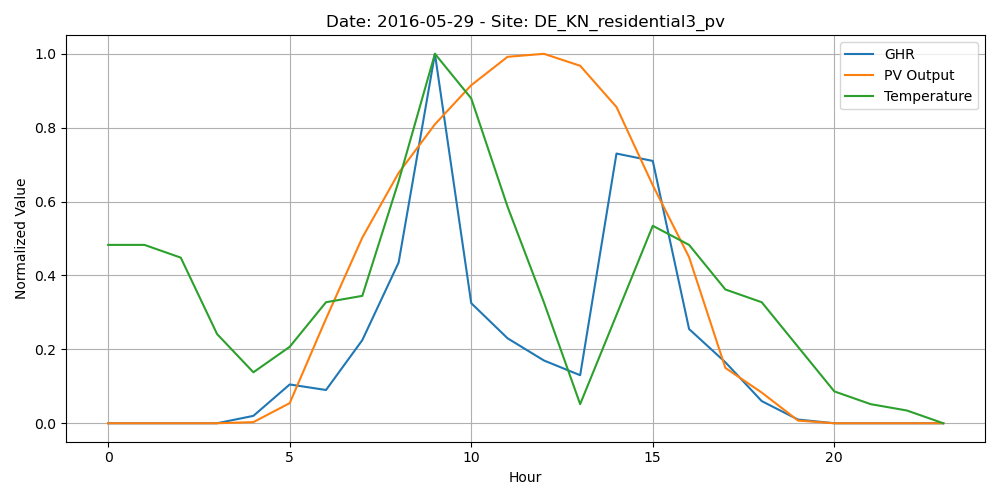 Date: 2016-05-29 - Site: DE_KN_residential3_pv
GHR
PV Output
Temperature
Normalized Value
1.0
0.8
0.6
0.4
0.2
0.0
0 5 10 15 20
Hour